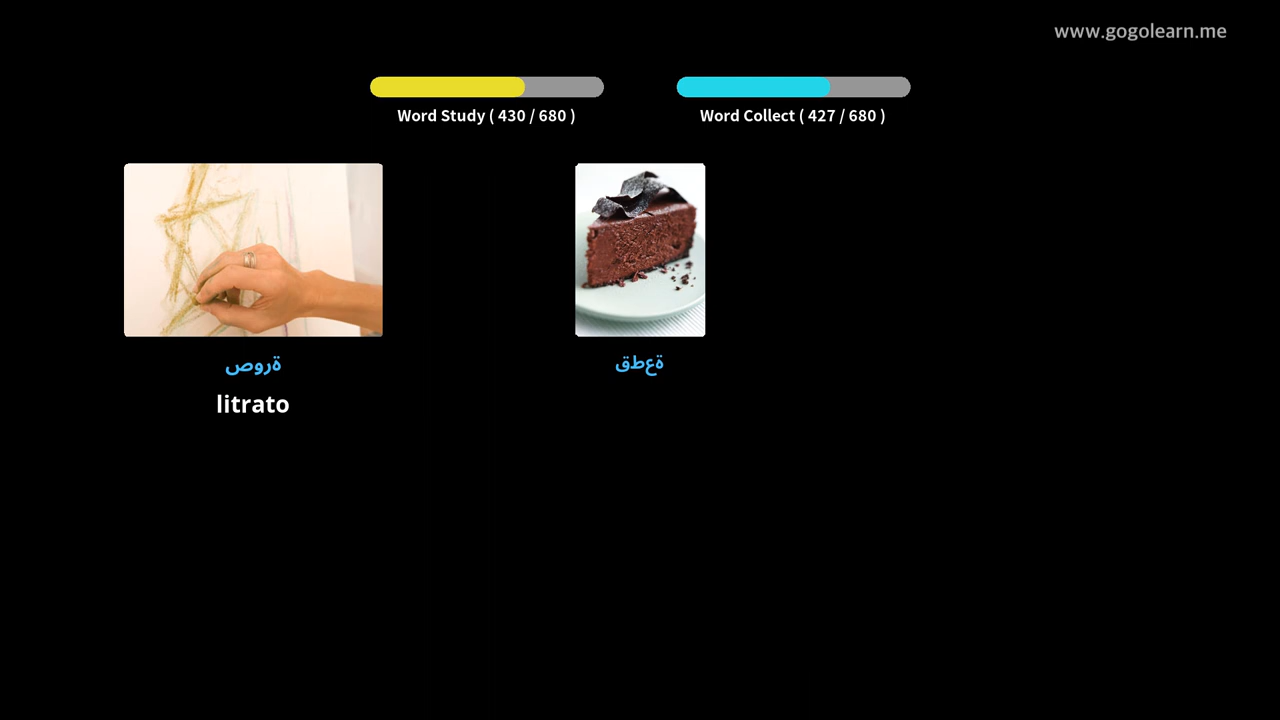 www.gogolearn.me
Word Study ( 430 / 680 )
Word Collect ( 427 / 680 )
ةروص
litrato
ةعطق